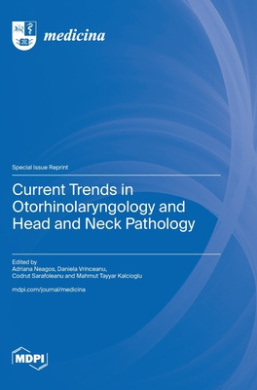 medicina
Special Issue Reprint
Current Trends in
Otorhinolaryngology and
Head and Neck Pathology
Edited by
Adriana Neagos, Daniela Vrinceanu,
Codrut Sarafoleanu and Mahmut Tayyar Kalcioglu
mdpi.com/journal/medicina
MDPI